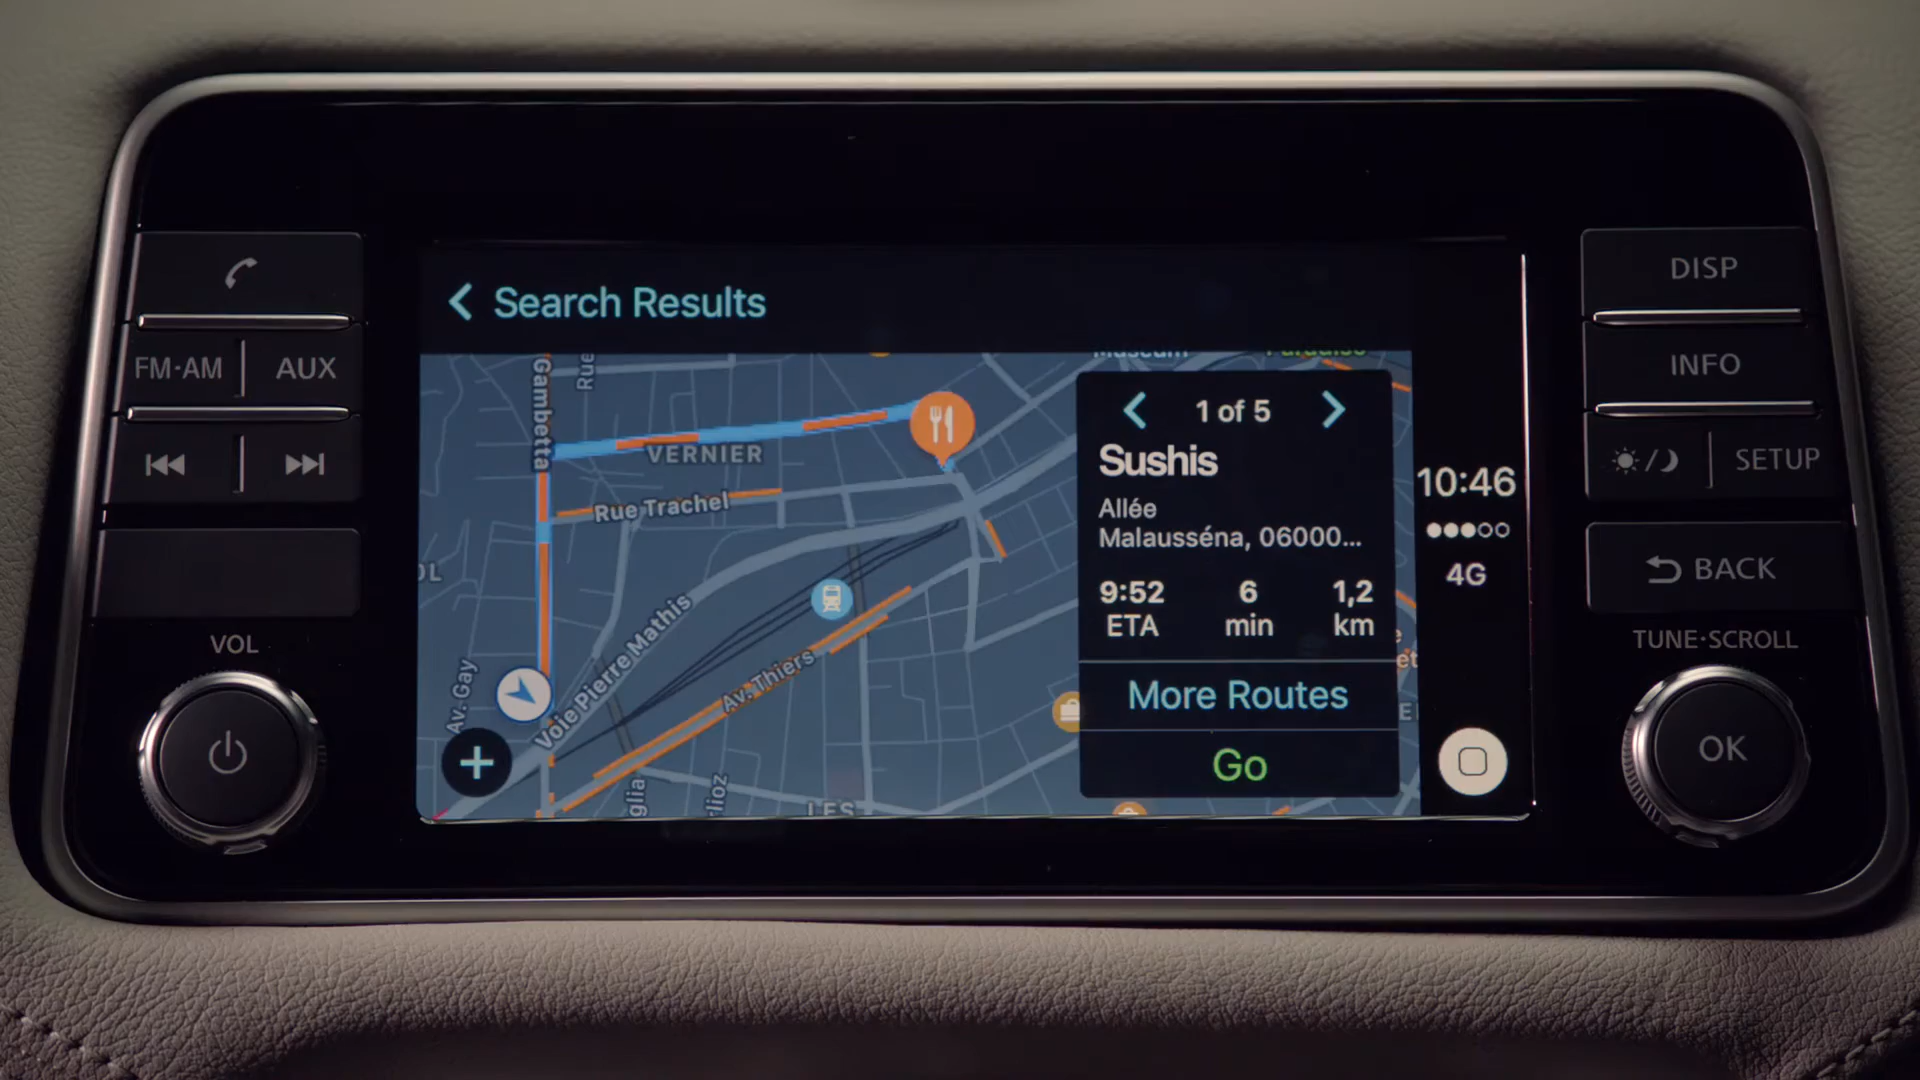 DISP
FM·AM
AUX
INFO
SETUP
BACK
VOL
TUNE·SCROLL
OK
Search Results
Gambetta
Rue
VERNIER
Rue Trachel
Voie Pierre Mathis
Av. Thiers
Av. Gay
LES
1 of 5
Sushis
Allée
Malausséna, 06000...
9:52 6 1,2
ETA min km
More Routes
Go
10:46
4G